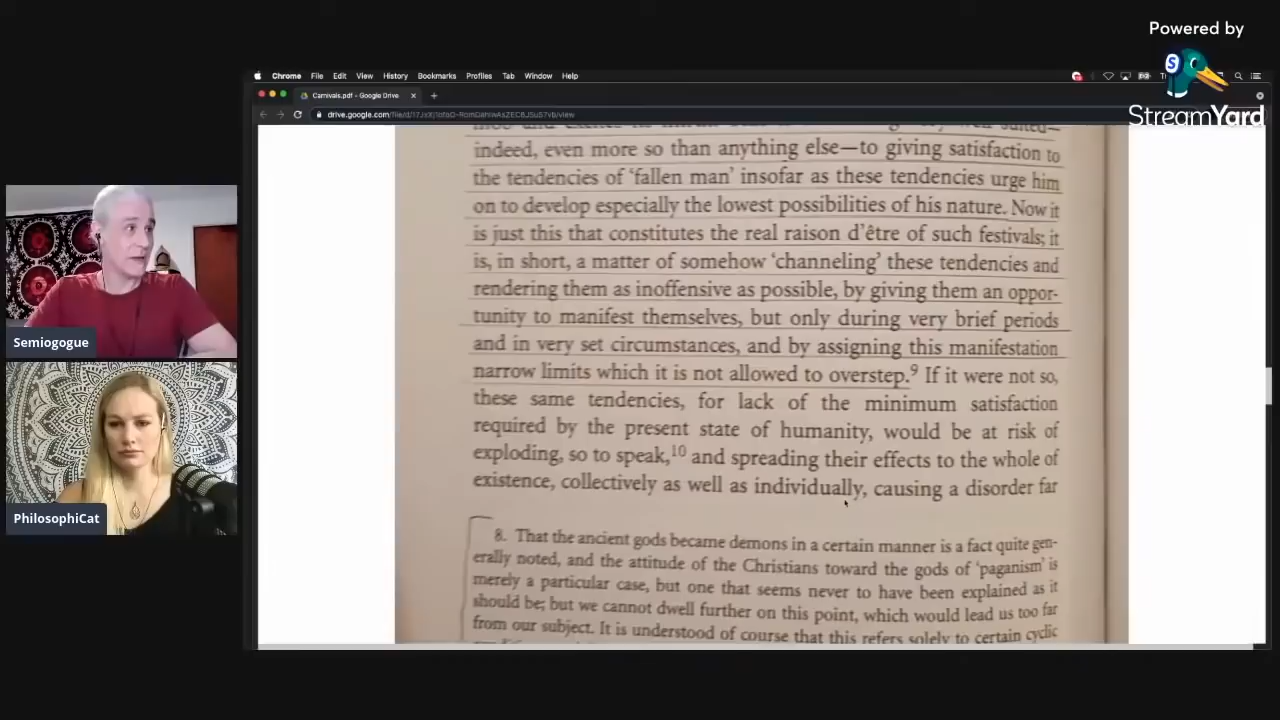 Powered by
S
StreamYard
Chrome File Edit View History Bookmarks Profiles Tab Window Help
Carnivals.pdf - Google Drive
indeed, even more so than anything else—to giving satisfaction to
the tendencies of ‘fallen man’ insofar as these tendencies urge him
on to develop especially the lowest possibilities of his nature. Now it
is just this that constitutes the real raison d’être of such festivals; it
is, in short, a matter of somehow ‘channeling’ these tendencies and
rendering them as inoffensive as possible, by giving them an oppor-
tunity to manifest themselves, but only during very brief periods
and in very set circumstances, and by assigning this manifestation
narrow limits which it is not allowed to overstep.⁹ If it were not so,
these same tendencies, for lack of the minimum satisfaction
required by the present state of humanity, would be at risk of
exploding, so to speak,¹⁰ and spreading their effects to the whole of
existence, collectively as well as individually, causing a disorder far
8. That the ancient gods became demons in a certain manner is a fact quite gen-
erally noted, and the attitude of the Christians toward the gods of ‘paganism’ is
merely a particular case, but one that seems never to have been explained as it
should be; but we cannot dwell further on this point, which would lead us too far
from our subject. It is understood of course that this refers solely to certain cyclic
Semiogogue
PhilosophiCat